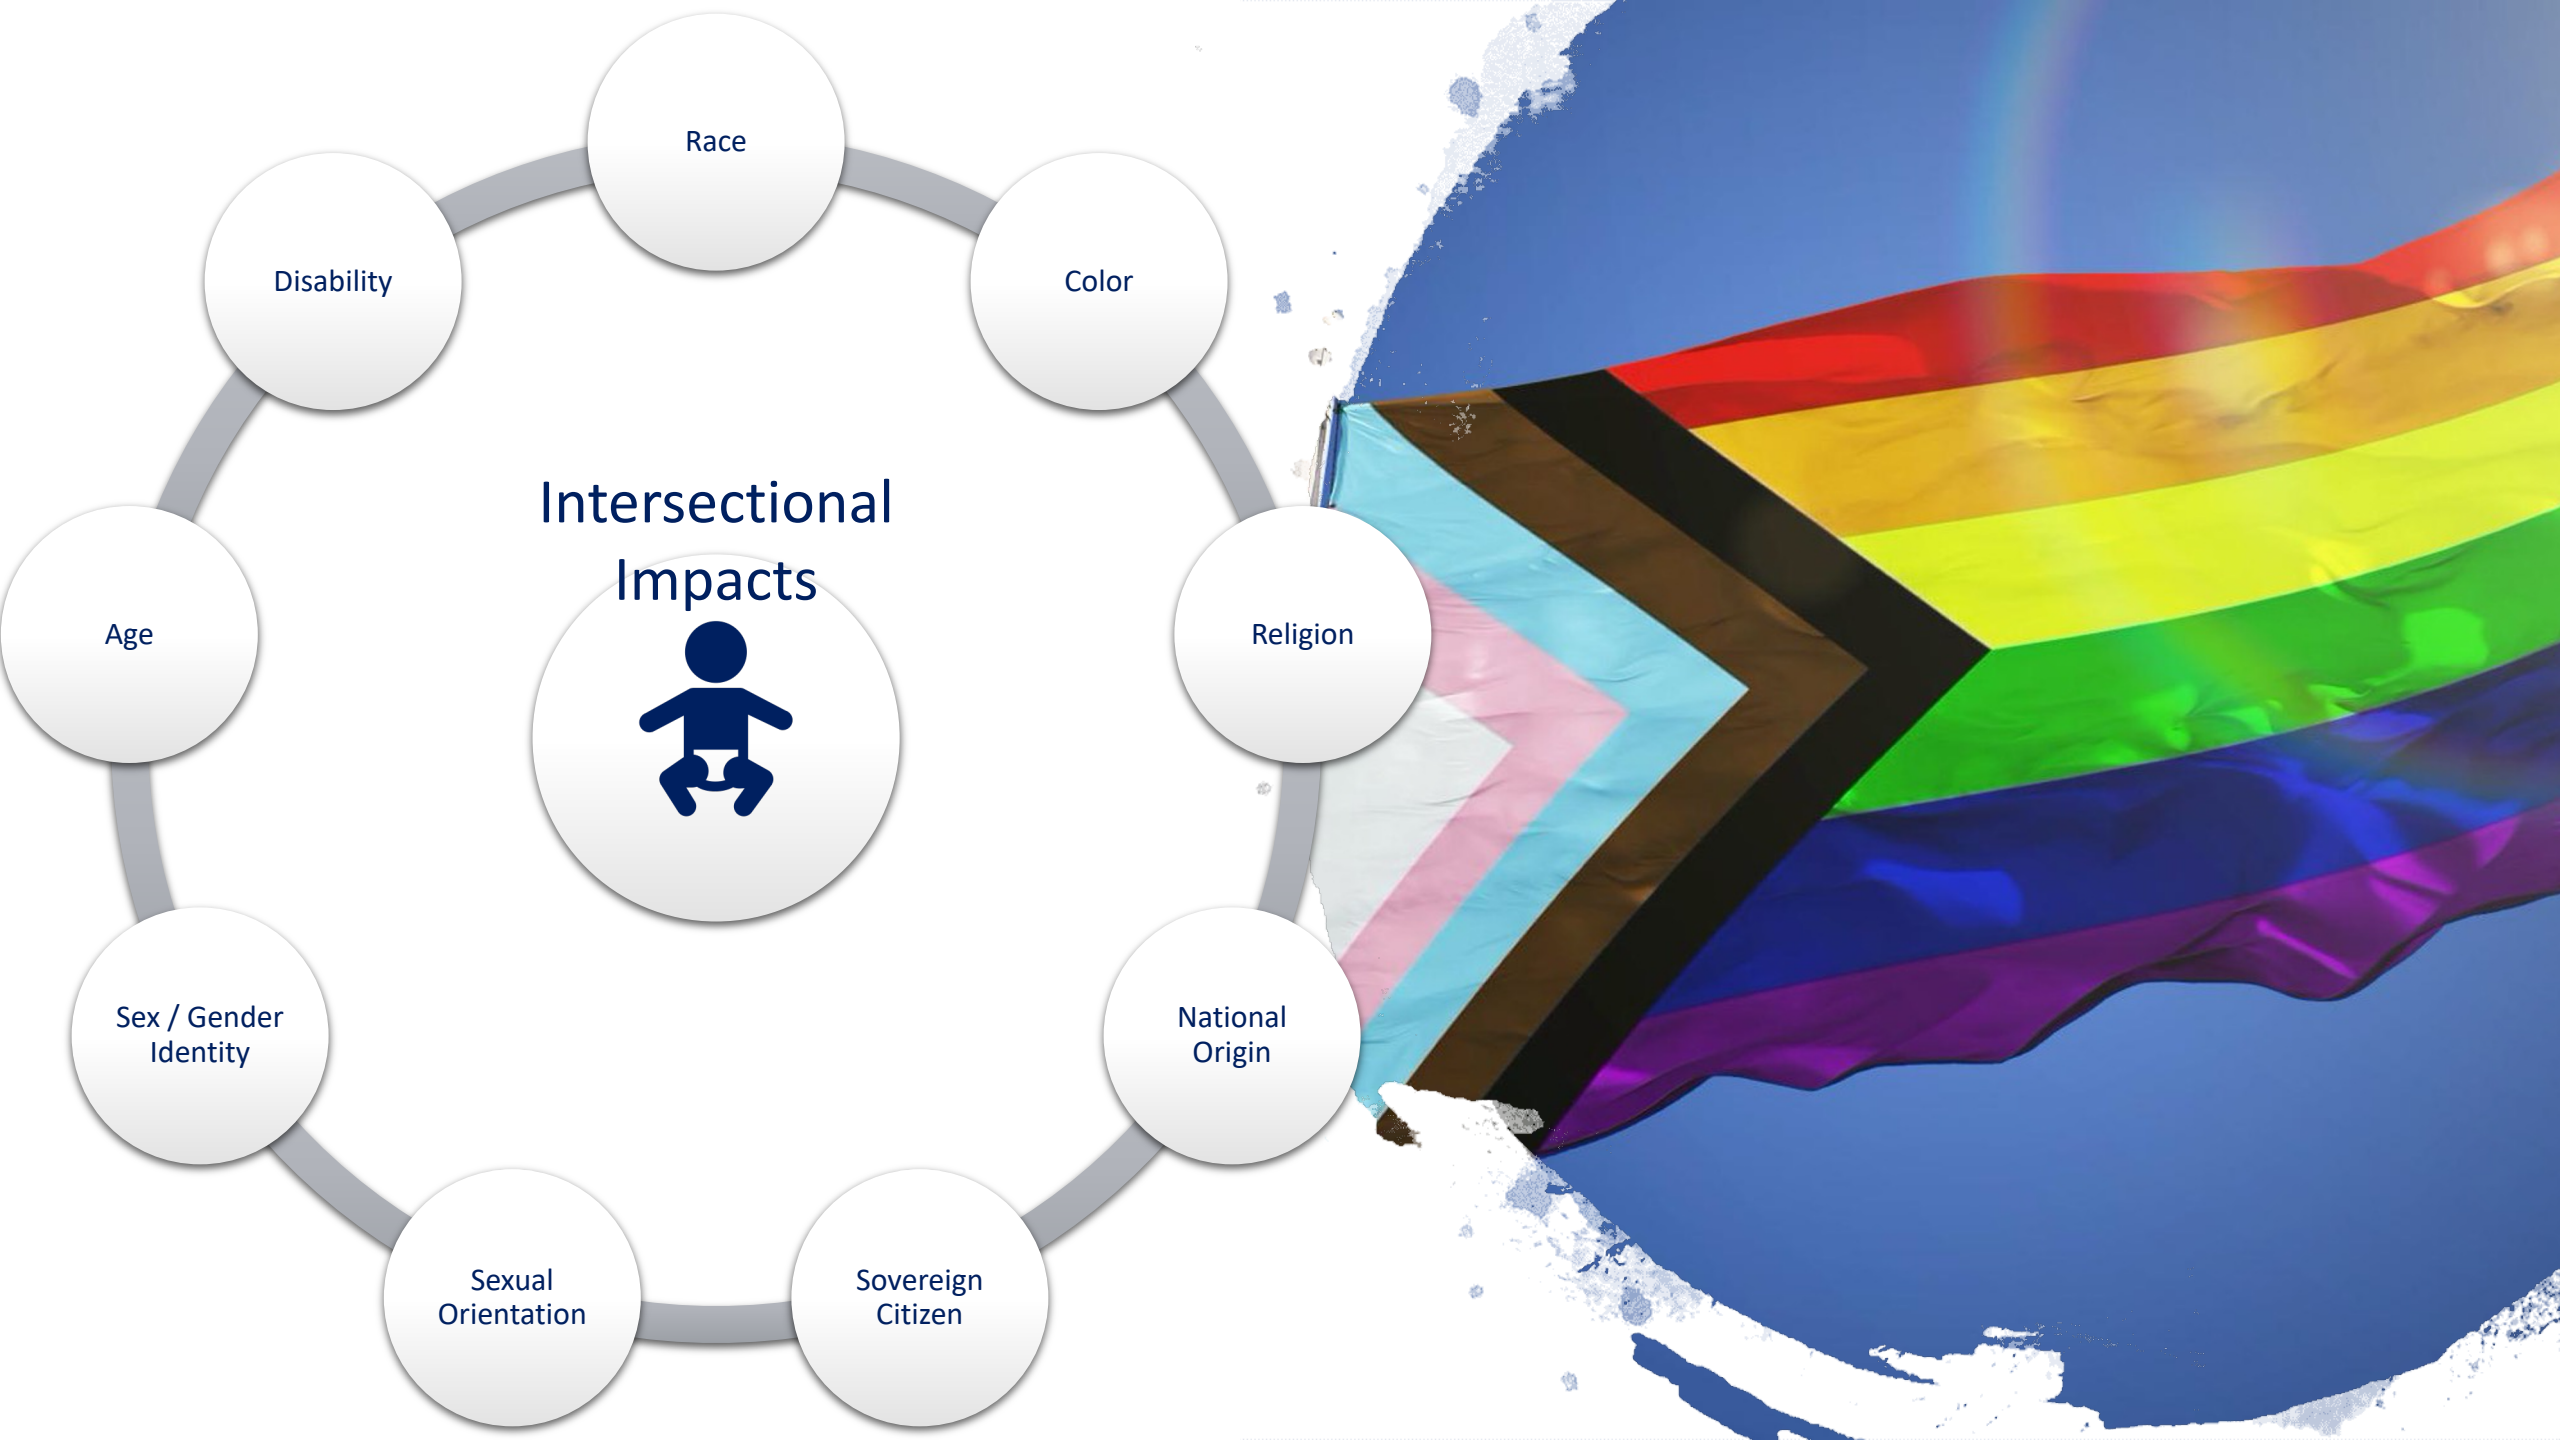 Race
Disability
Color
Intersectional
Impacts
Age
Religion
Sex / Gender
Identity
National
Origin
Sexual
Orientation
Sovereign
Citizen